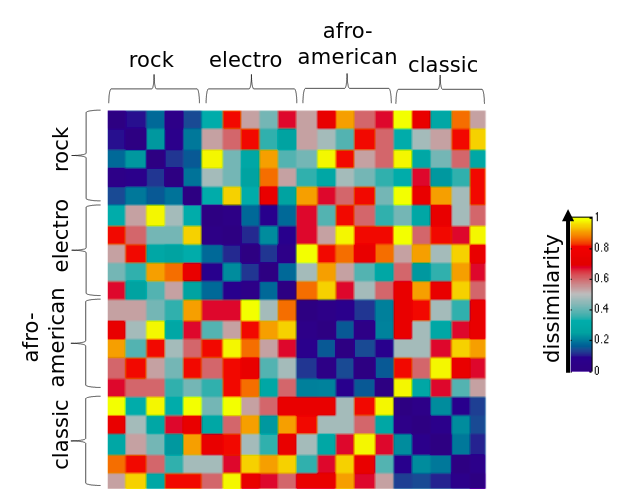 afro-
american
rock
electro
classic
rock
electro
afro-
american
classic
dissimilarity
1
0.8
0.6
0.4
0.2
0